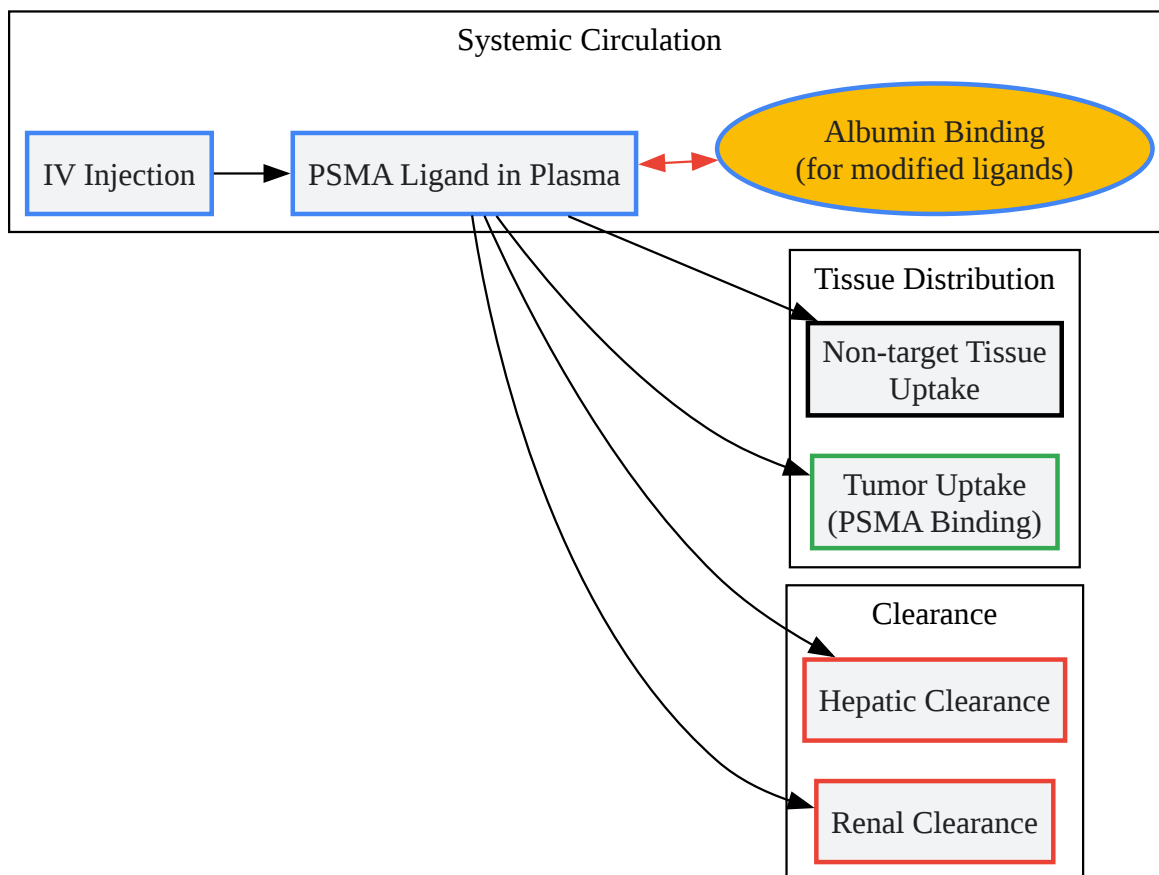 Systemic Circulation
IV Injection
PSMA Ligand in Plasma
Albumin Binding
(for modified ligands)
Tissue Distribution
Non-target Tissue
Uptake
Tumor Uptake
(PSMA Binding)
Clearance
Hepatic Clearance
Renal Clearance